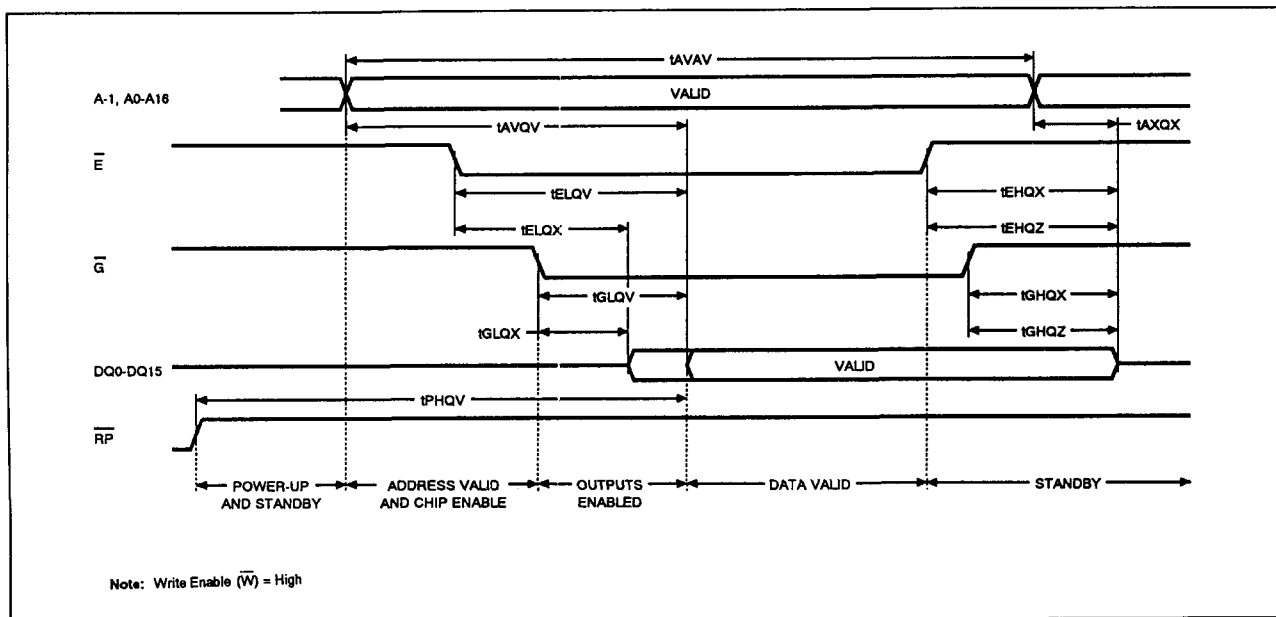 tAVAV
A-1, A0-A16
VALID
tAVQV
tAXQX
E̅
tELQV
tEHQX
tELQX
tEHQZ
G̅
tGLQV
tGHQX
tGLQX
tGHQZ
DQ0-DQ15
VALID
tPHQV
R̅P̅
POWER-UP AND STANDBY
ADDRESS VALID AND CHIP ENABLE
OUTPUTS ENABLED
DATA VALID
STANDBY
Note: Write Enable (W̅) = High